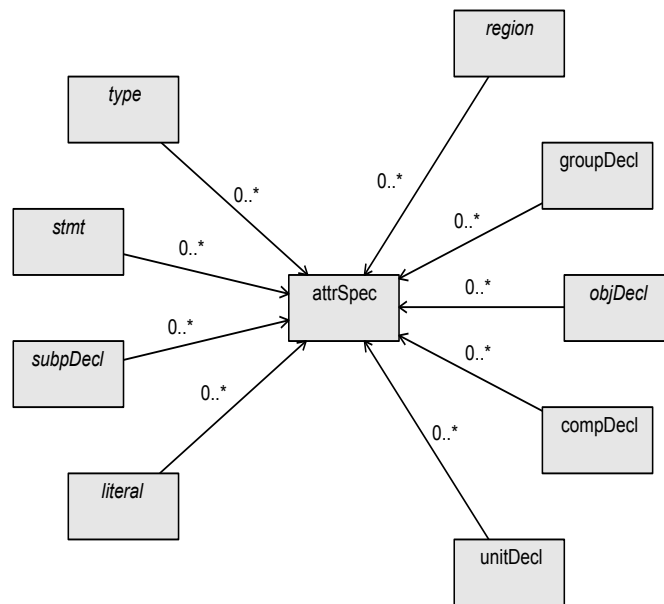 region
type
0..*
0..*
groupDecl
stmt
0..*
0..*
attrSpec
0..*
objDecl
subpDecl
0..*
0..*
0..*
compDecl
0..*
literal
unitDecl